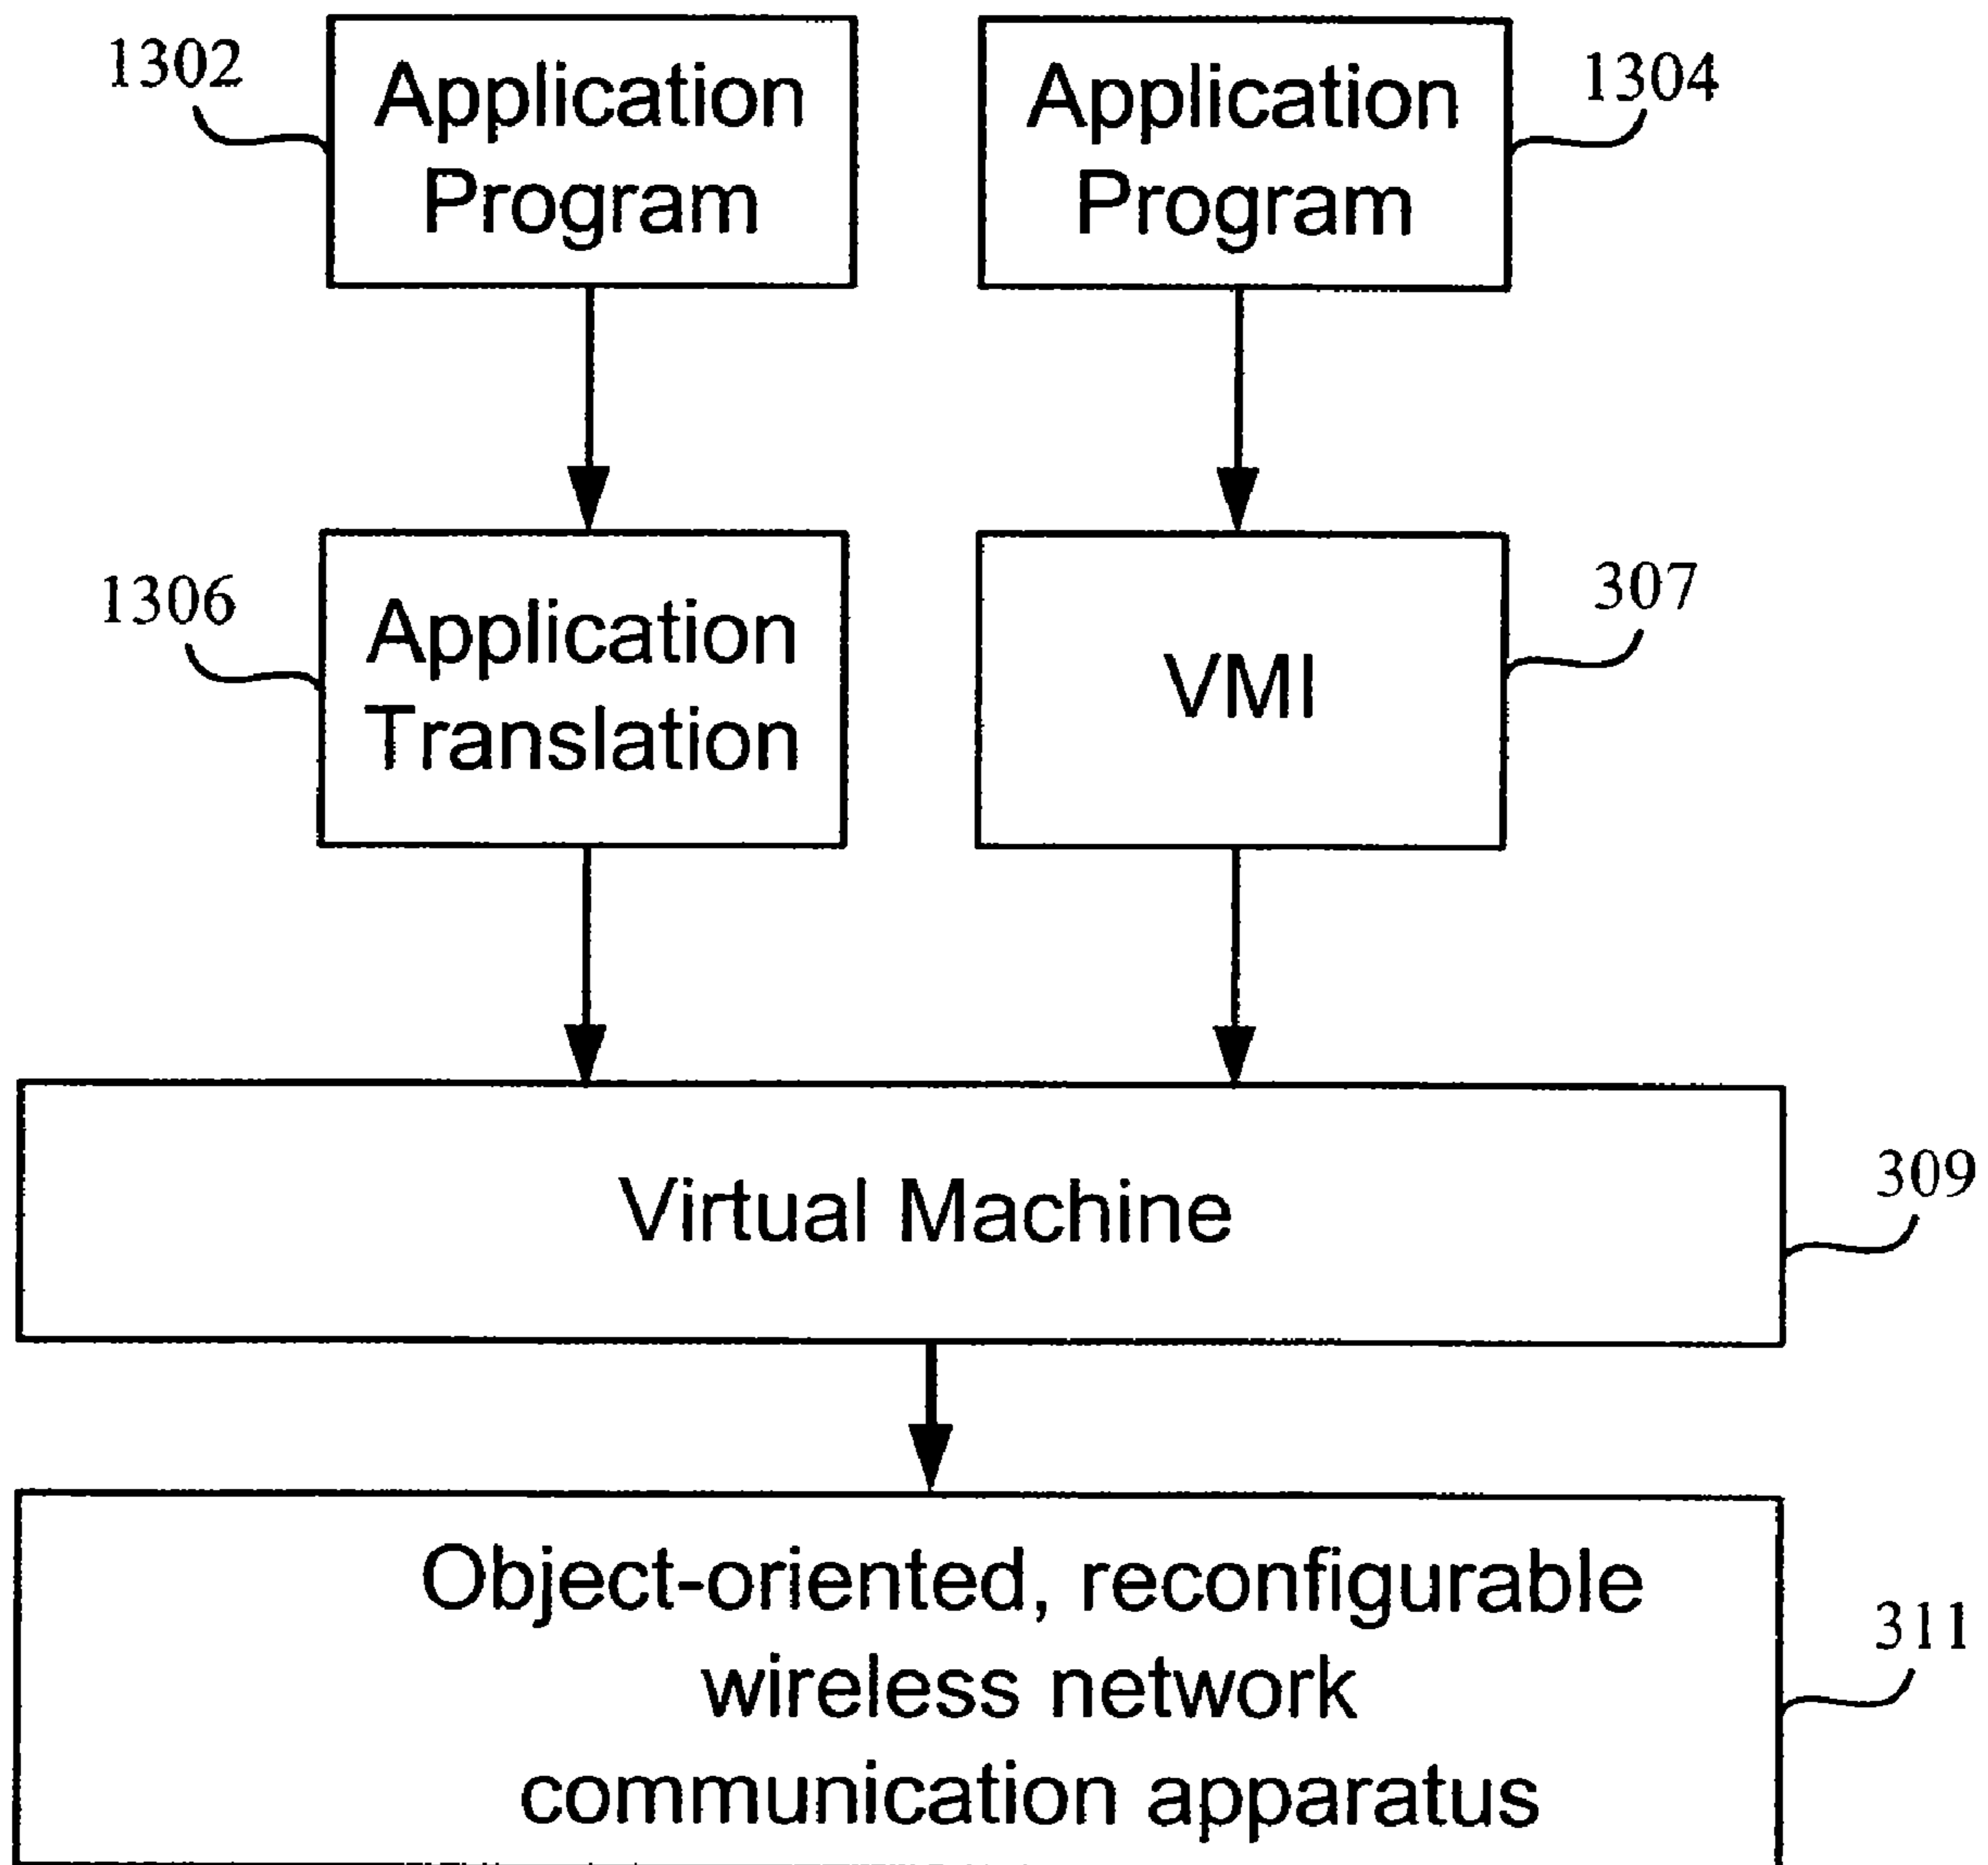 1302
Application
Program
Application
Program
1304
1306
Application
Translation
VMI
307
Virtual Machine
309
Object-oriented, reconfigurable
wireless network
communication apparatus
311